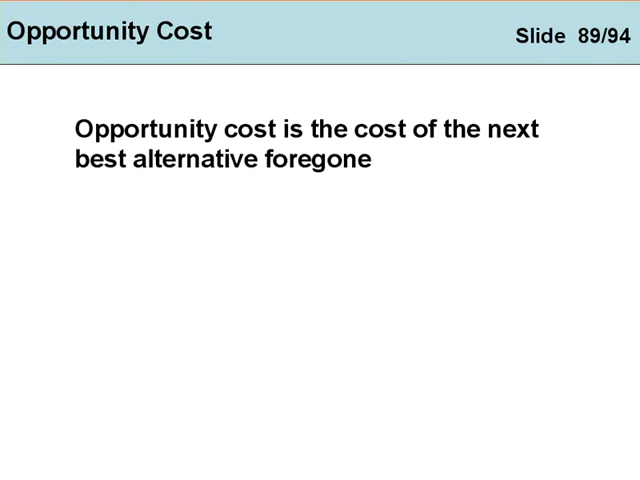 Opportunity Cost
Slide 89/94
Opportunity cost is the cost of the next
best alternative foregone